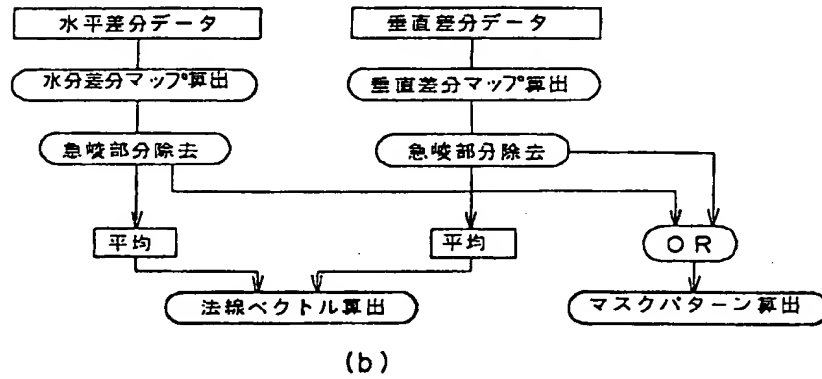 水平差分データ
垂直差分データ
水分差分マップ算出
垂直差分マップ算出
急峻部分除去
急峻部分除去
平均
平均
OR
法線ベクトル算出
マスクパターン算出
(b)